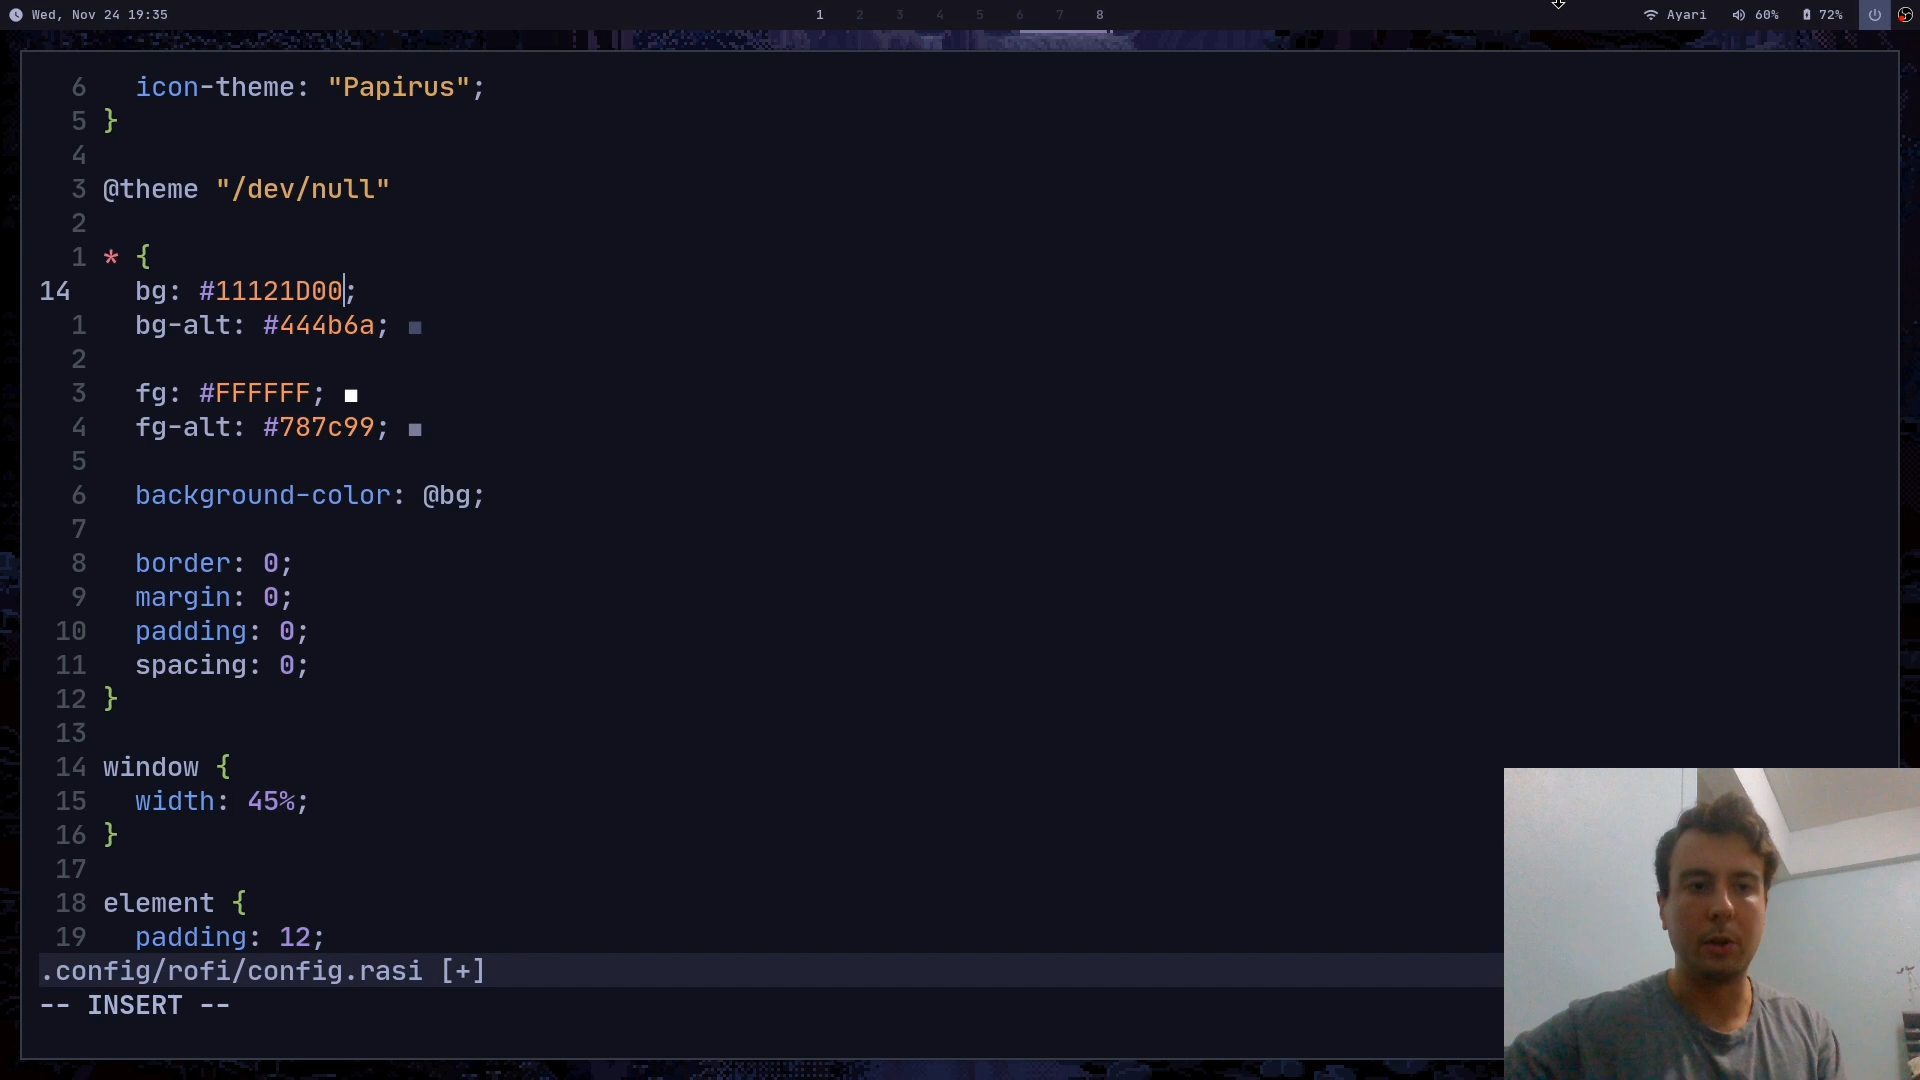 Wed, Nov 24 19:35 1 2 3 4 5 6 7 8 Ayari 60% 72%
6 icon-theme: "Papirus";
5 }
4
3 @theme "/dev/null"
2
1 * {
14 bg: #11121D00;
1 bg-alt: #444b6a;
2
3 fg: #FFFFFF;
4 fg-alt: #787c99;
5
6 background-color: @bg;
7
8 border: 0;
9 margin: 0;
10 padding: 0;
11 spacing: 0;
12 }
13
14 window {
15 width: 45%;
16 }
17
18 element {
19 padding: 12;
.config/rofi/config.rasi [+]
-- INSERT --